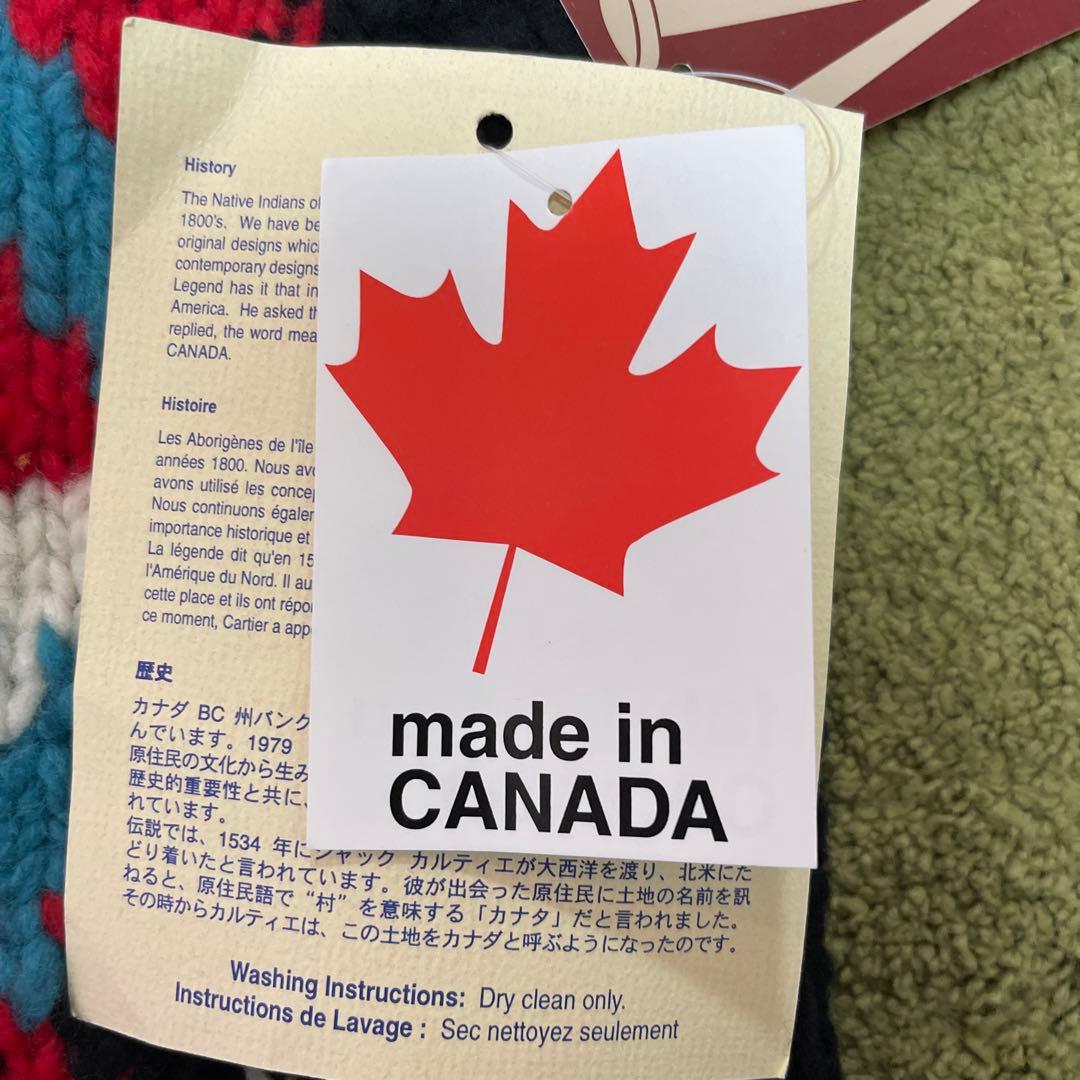 History
The Native Indians of
1800's. We have be
original designs which
contemporary designs
Legend has it that in
America. He asked th
replied, the word mea
CANADA.
Histoire
Les Aborigènes de l'île
années 1800. Nous avo
avons utilisé les concep
Nous continuons égaler
importance historique et
La légende dit qu'en 15
l'Amérique du Nord. Il au
cette place et ils ont répo
ce moment, Cartier a app
歴史
カナダ BC 州バンク
んでいます。1979
原住民の文化から生み
歴史的重要性と共に、
れています。
伝説では、1534 年にジャック カルティエが大西洋を渡り、北米にた
どり着いたと言われています。彼が出会った原住民に土地の名前を訊
ねると、原住民語で“村”を意味する「カナタ」だと言われました。
その時からカルティエは、この土地をカナダと呼ぶようになったのです。
Washing Instructions: Dry clean only.
Instructions de Lavage : Sec nettoyez seulement
made in
CANADA